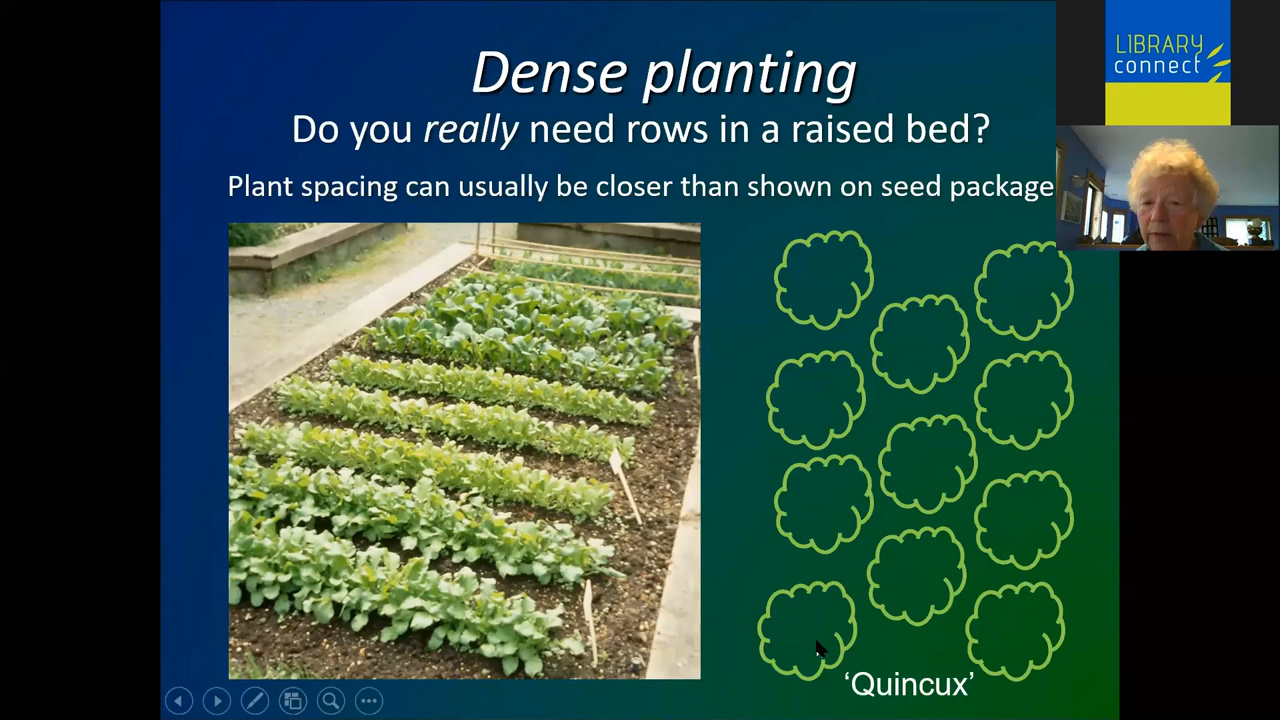 Dense planting
Do you really need rows in a raised bed?
Plant spacing can usually be closer than shown on seed package
‘Quincux’
LIBRARY
connect